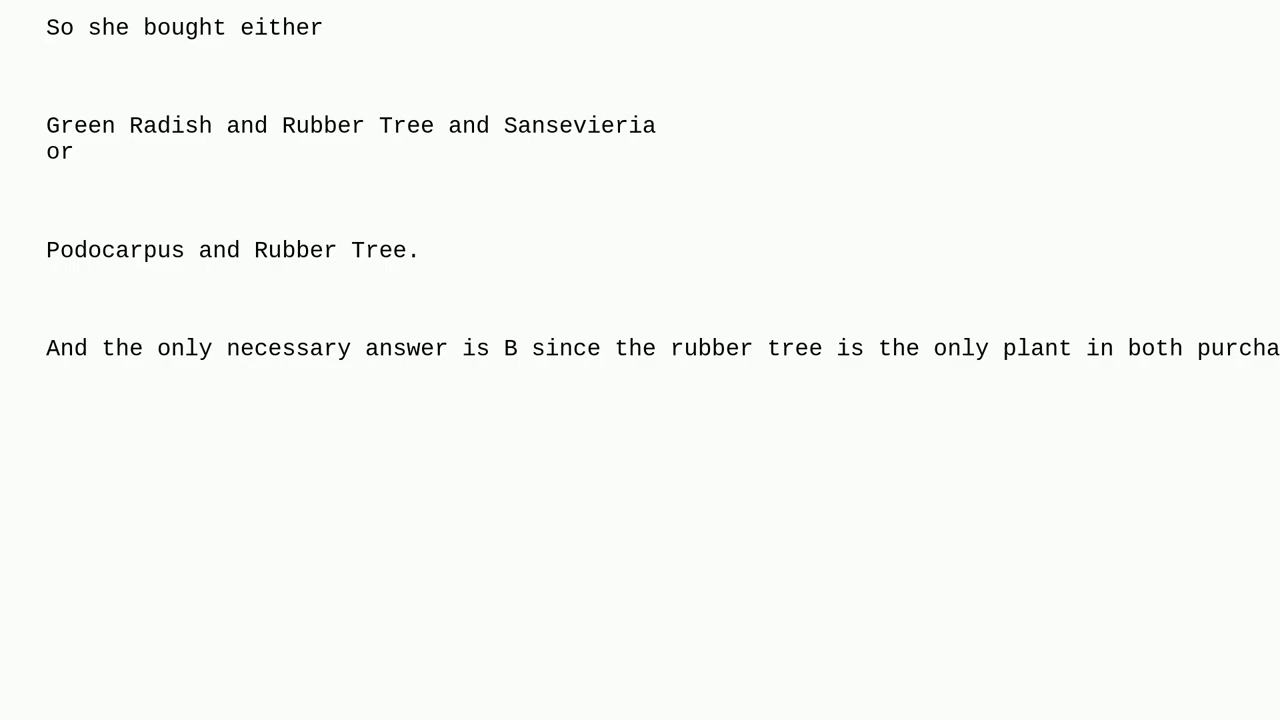 So she bought either
Green Radish and Rubber Tree and Sansevieria
or
Podocarpus and Rubber Tree.
And the only necessary answer is B since the rubber tree is the only plant in both